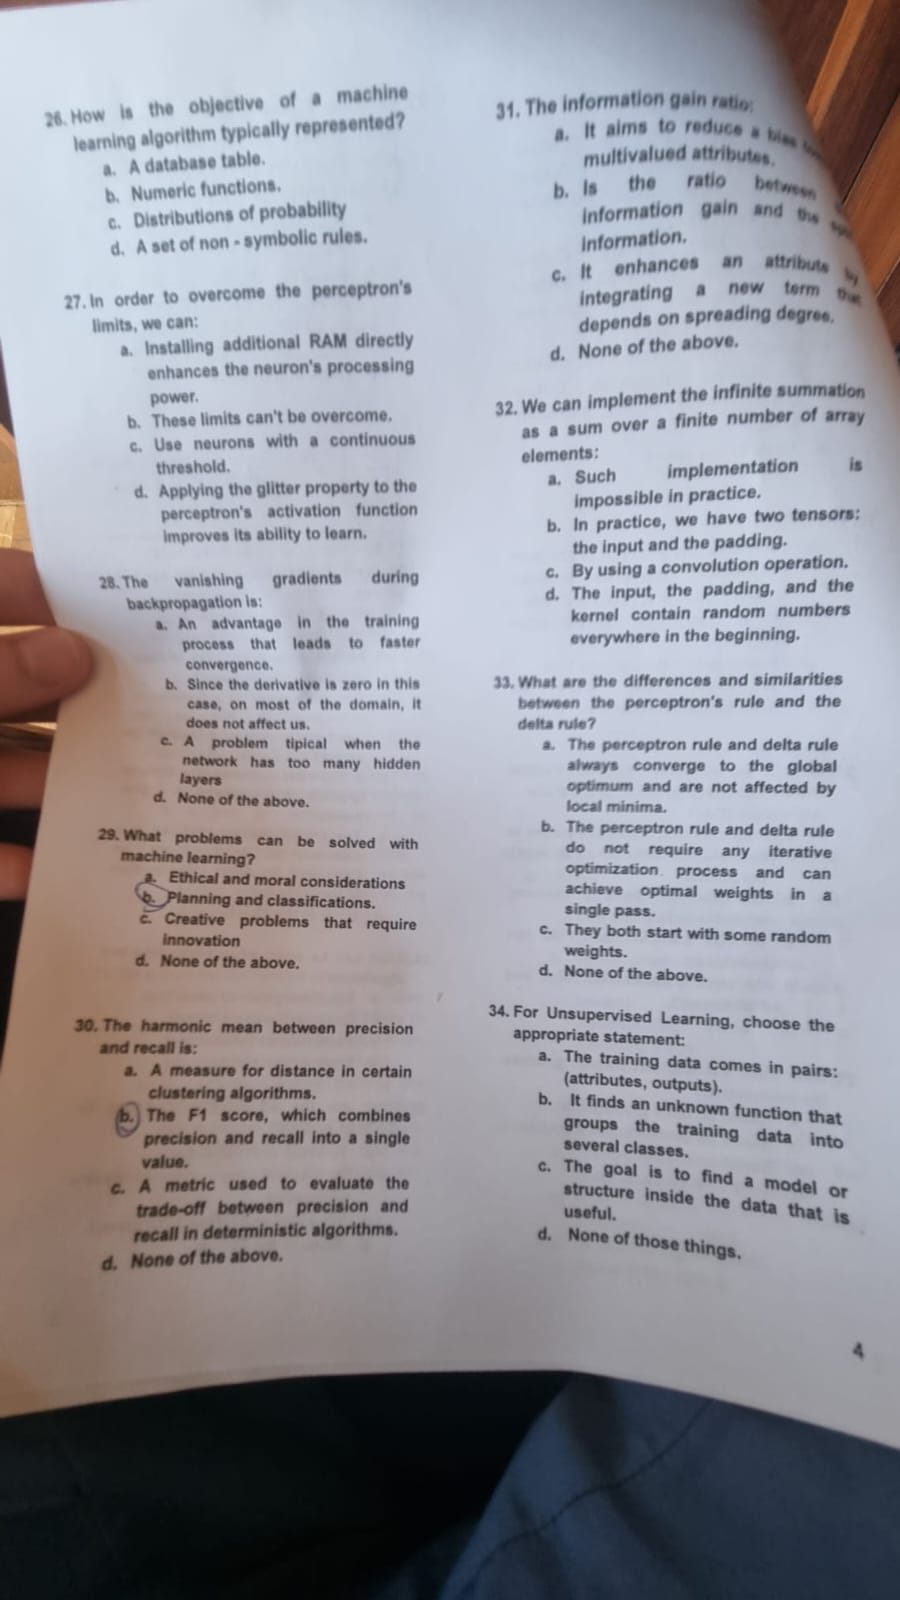 26. How is the objective of a machine
learning algorithm typically represented?
a. A database table.
b. Numeric functions.
c. Distributions of probability
d. A set of non - symbolic rules.
27. In order to overcome the perceptron's
limits, we can:
a. Installing additional RAM directly
enhances the neuron's processing
power.
b. These limits can't be overcome.
c. Use neurons with a continuous
threshold.
d. Applying the glitter property to the
perceptron's activation function
improves its ability to learn.
28. The vanishing gradients during
backpropagation is:
a. An advantage in the training
process that leads to faster
convergence.
b. Since the derivative is zero in this
case, on most of the domain, it
does not affect us.
c. A problem tipical when the
network has too many hidden
layers
d. None of the above.
29. What problems can be solved with
machine learning?
a. Ethical and moral considerations
b. Planning and classifications.
c. Creative problems that require
innovation
d. None of the above.
30. The harmonic mean between precision
and recall is:
a. A measure for distance in certain
clustering algorithms.
b. The F1 score, which combines
precision and recall into a single
value.
c. A metric used to evaluate the
trade-off between precision and
recall in deterministic algorithms.
d. None of the above.
31. The information gain ratio:
a. It aims to reduce a bias
multivalued attributes.
b. Is the ratio between
information gain and the
information.
c. It enhances an attribute by
integrating a new term that
depends on spreading degree.
d. None of the above.
32. We can implement the infinite summation
as a sum over a finite number of array
elements:
a. Such implementation is
impossible in practice.
b. In practice, we have two tensors:
the input and the padding.
c. By using a convolution operation.
d. The input, the padding, and the
kernel contain random numbers
everywhere in the beginning.
33. What are the differences and similarities
between the perceptron's rule and the
delta rule?
a. The perceptron rule and delta rule
always converge to the global
optimum and are not affected by
local minima.
b. The perceptron rule and delta rule
do not require any iterative
optimization process and can
achieve optimal weights in a
single pass.
c. They both start with some random
weights.
d. None of the above.
34. For Unsupervised Learning, choose the
appropriate statement:
a. The training data comes in pairs:
(attributes, outputs).
b. It finds an unknown function that
groups the training data into
several classes.
c. The goal is to find a model or
structure inside the data that is
useful.
d. None of those things.
4